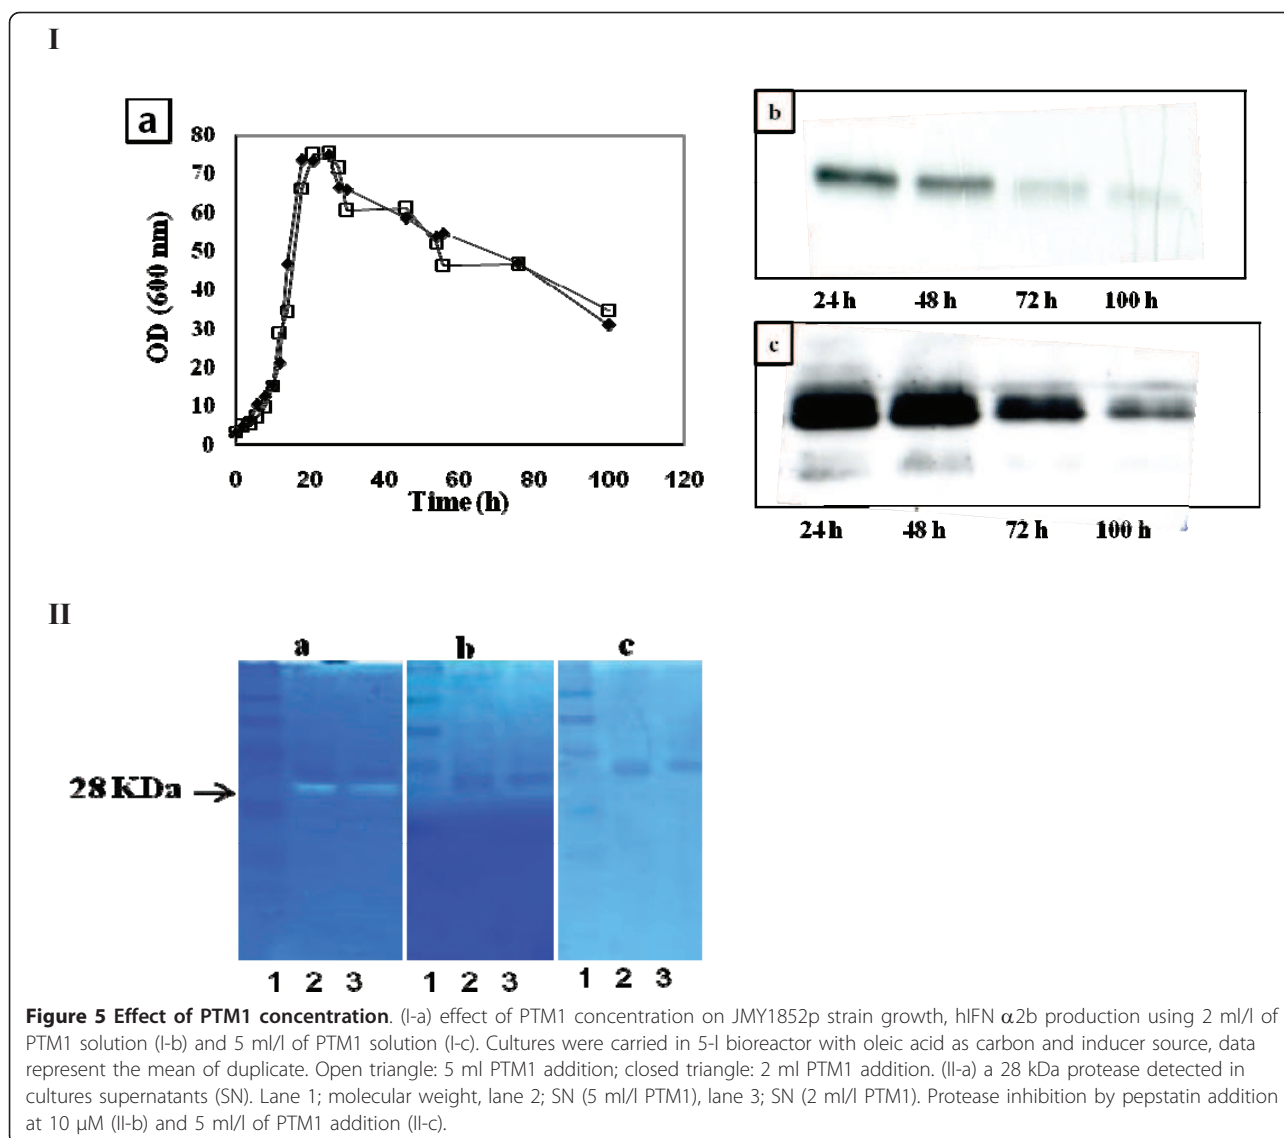 I
a
80
70
60
50
40
30
20
10
0
OD (600 nm)
0 20 40 60 80 100 120
Time (h)
b
24 h 48 h 72 h 100 h
c
24 h 48 h 72 h 100 h
II
a b c
28 KDa
1 2 3 1 2 3 1 2 3
Figure 5 Effect of PTM1 concentration. (I-a) effect of PTM1 concentration on JMY1852p strain growth, hIFN α2b production using 2 ml/l of
PTM1 solution (I-b) and 5 ml/l of PTM1 solution (I-c). Cultures were carried in 5-l bioreactor with oleic acid as carbon and inducer source, data
represent the mean of duplicate. Open triangle: 5 ml PTM1 addition; closed triangle: 2 ml PTM1 addition. (II-a) a 28 kDa protease detected in
cultures supernatants (SN). Lane 1; molecular weight, lane 2; SN (5 ml/l PTM1), lane 3; SN (2 ml/l PTM1). Protease inhibition by pepstatin addition
at 10 μM (II-b) and 5 ml/l of PTM1 addition (II-c).